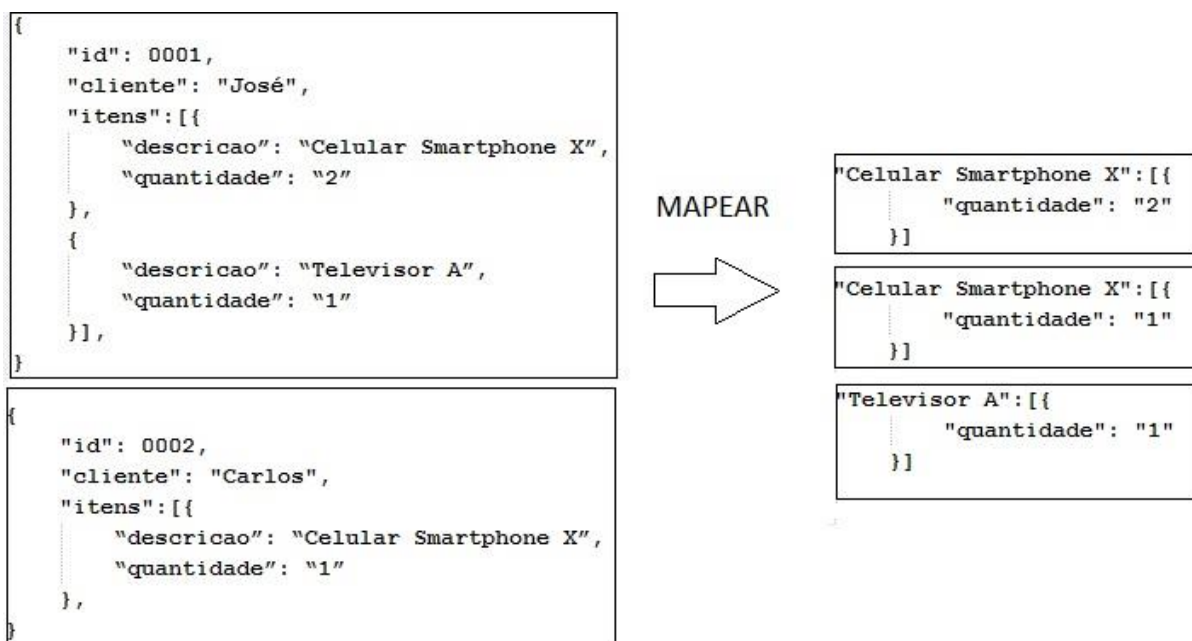 {
"id": 0001,
"cliente": "José",
"itens":[{
“descricao”: “Celular Smartphone X”,
“quantidade”: “2”
},
{
“descricao”: “Televisor A”,
“quantidade”: “1”
}],
}
{
"id": 0002,
"cliente": "Carlos",
"itens":[{
“descricao”: “Celular Smartphone X”,
“quantidade”: “1”
},
}
MAPEAR
"Celular Smartphone X":[{
"quantidade": "2"
}]
"Celular Smartphone X":[{
"quantidade": "1"
}]
"Televisor A":[{
"quantidade": "1"
}]